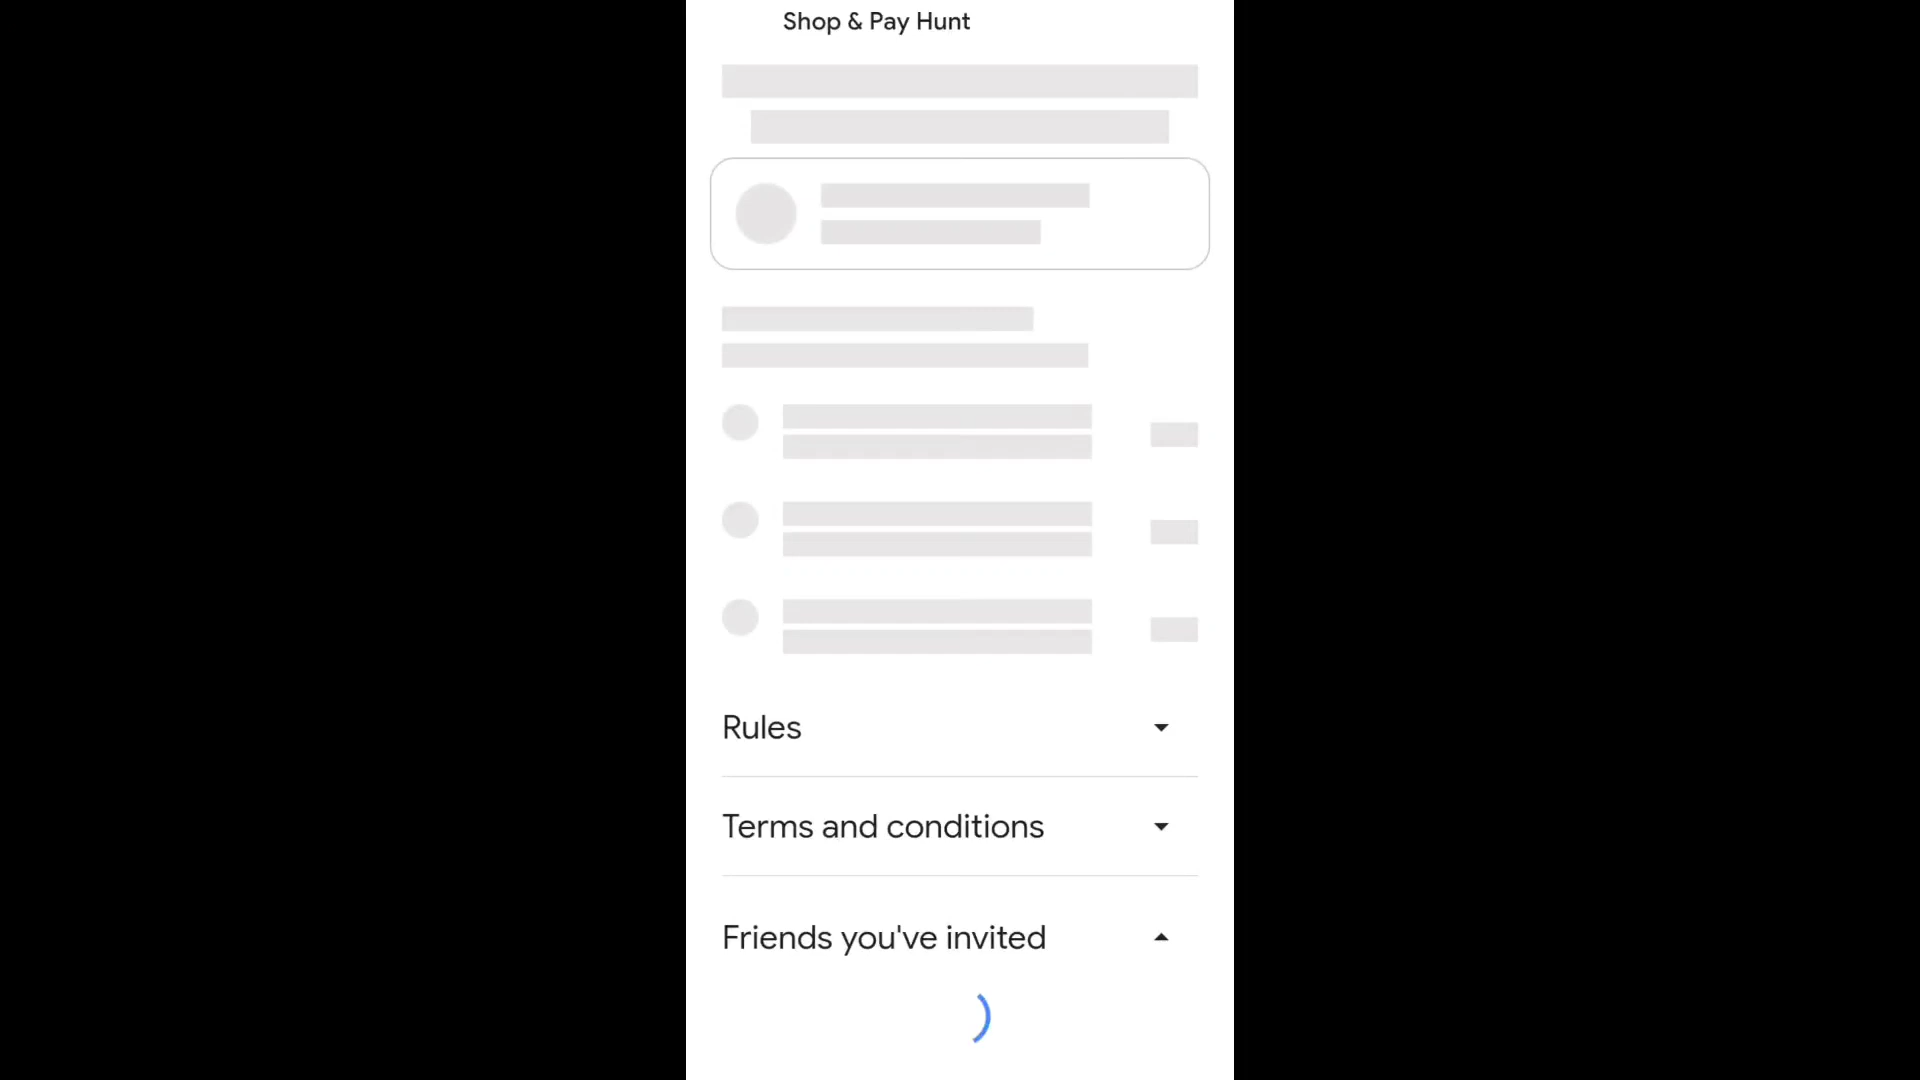 Shop & Pay Hunt
Rules
Terms and conditions
Friends you've invited